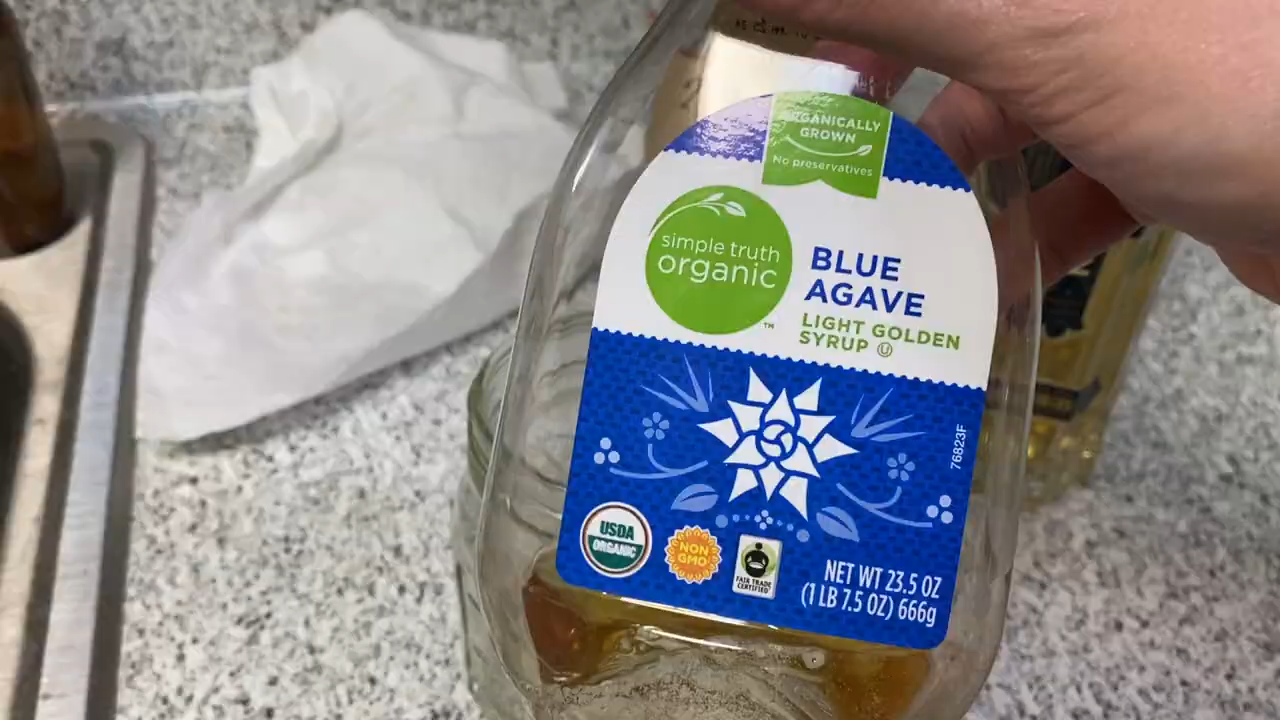 ORGANICALLY
GROWN
No preservatives
simple truth
organic
™
BLUE
AGAVE
LIGHT GOLDEN
SYRUP Ⓤ
76823F
USDA
ORGANIC
NON
GMO
FAIR TRADE
CERTIFIED
NET WT 23.5 OZ
(1 LB 7.5 OZ) 666g